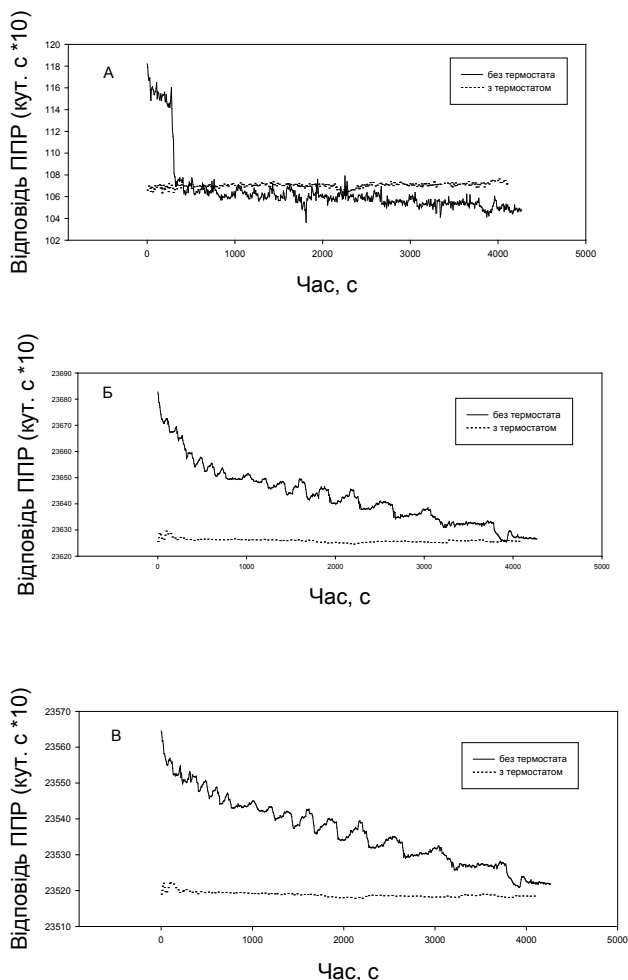 120
118
116
114
112
110
108
106
104
102
А
без термостата
з термостатом
0
1000
2000
3000
4000
5000
Відповідь ППР (кут. с *10)
Час, с
23690
23680
23670
23660
23650
23640
23630
23620
Б
без термостата
з термостатом
0
1000
2000
3000
4000
5000
Відповідь ППР (кут. с *10)
Час, с
23570
23560
23550
23540
23530
23520
23510
В
без термостата
з термостатом
0
1000
2000
3000
4000
5000
Відповідь ППР (кут. с *10)
Час, с